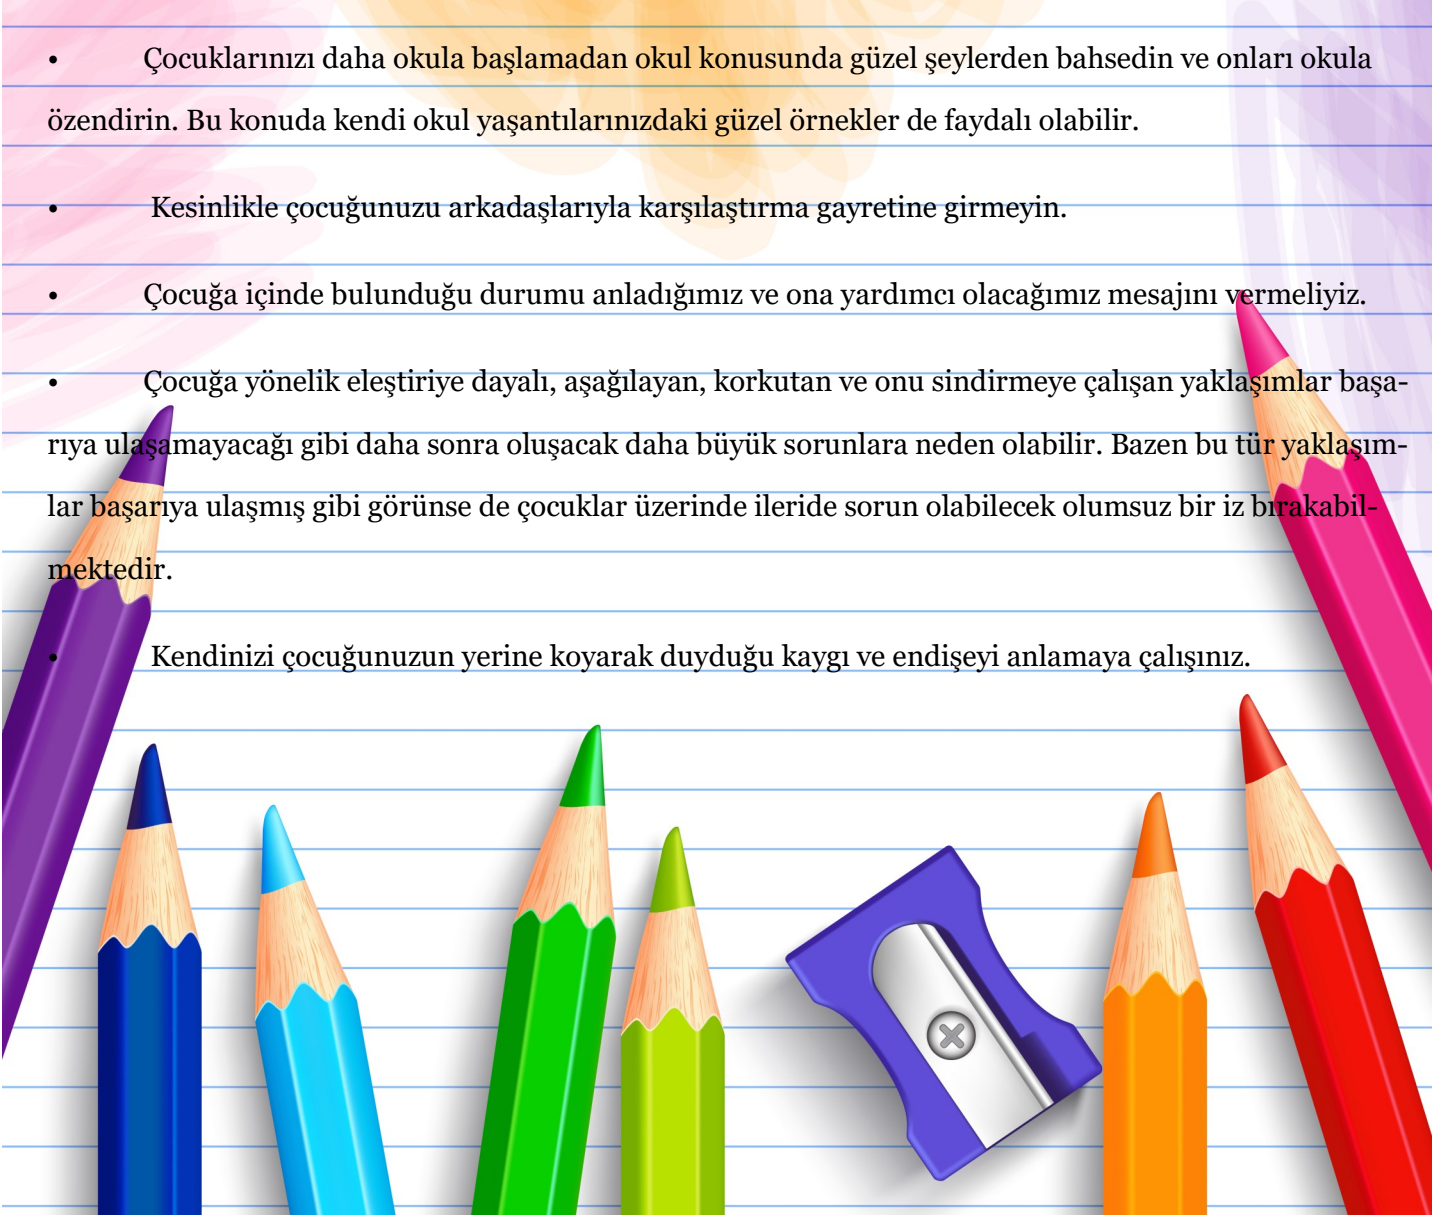 • Çocuklarınızı daha okula başlamadan okul konusunda güzel şeylerden bahsedin ve onları okula
özendirin. Bu konuda kendi okul yaşantılarınızdaki güzel örnekler de faydalı olabilir.
• Kesinlikle çocuğunuzu arkadaşlarıyla karşılaştırma gayretine girmeyin.
• Çocuğa içinde bulunduğu durumu anladığımız ve ona yardımcı olacağımız mesajını vermeliyiz.
• Çocuğa yönelik eleştiriye dayalı, aşağılayan, korkutan ve onu sindirmeye çalışan yaklaşımlar başa-
rıya ulaşamayacağı gibi daha sonra oluşacak daha büyük sorunlara neden olabilir. Bazen bu tür yaklaşım-
lar başarıya ulaşmış gibi görünse de çocuklar üzerinde ileride sorun olabilecek olumsuz bir iz bırakabil-
mektedir.
• Kendinizi çocuğunuzun yerine koyarak duyduğu kaygı ve endişeyi anlamaya çalışınız.